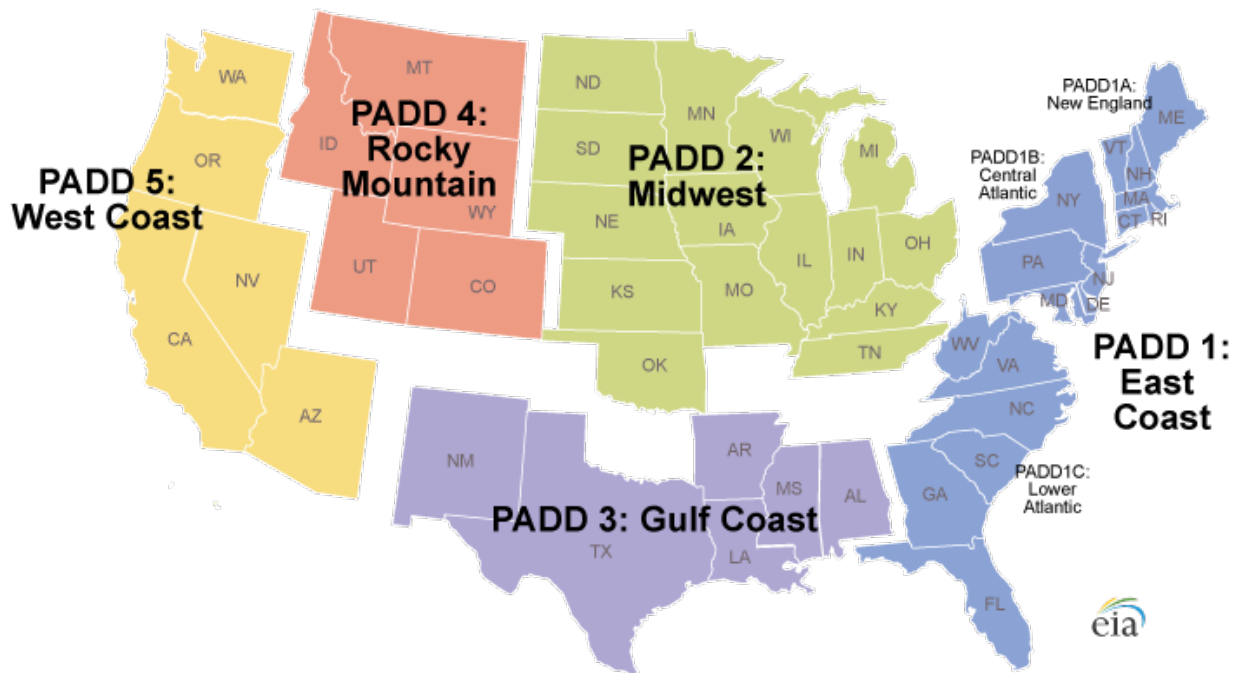 WA
OR
NV
CA
AZ
PADD 5:
West Coast
MT
ID
WY
UT
CO
PADD 4:
Rocky
Mountain
ND
MN
SD
WI
MI
NE
IA
IL
IN
OH
KS
MO
KY
OK
TN
PADD 2:
Midwest
NM
TX
AR
LA
MS
AL
PADD 3: Gulf Coast
PADD1A:
New England
ME
VT
NH
MA
CT
RI
PADD1B:
Central
Atlantic
NY
PA
NJ
MD
DE
WV
VA
NC
SC
GA
FL
PADD1C:
Lower
Atlantic
PADD 1:
East
Coast
eia